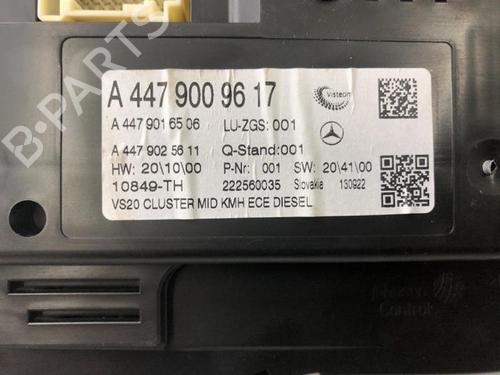 A 447 900 96 17
Visteon
A 447 901 65 06 LU-ZGS: 001
A 447 902 56 11 Q-Stand:001
HW: 20\10\00 P-Nr: 001 SW: 20\41\00
10849-TH 222560035 Slovakia 130922
VS20 CLUSTER MID KMH ECE DIESEL
B-PARTS
Johnson
Controls